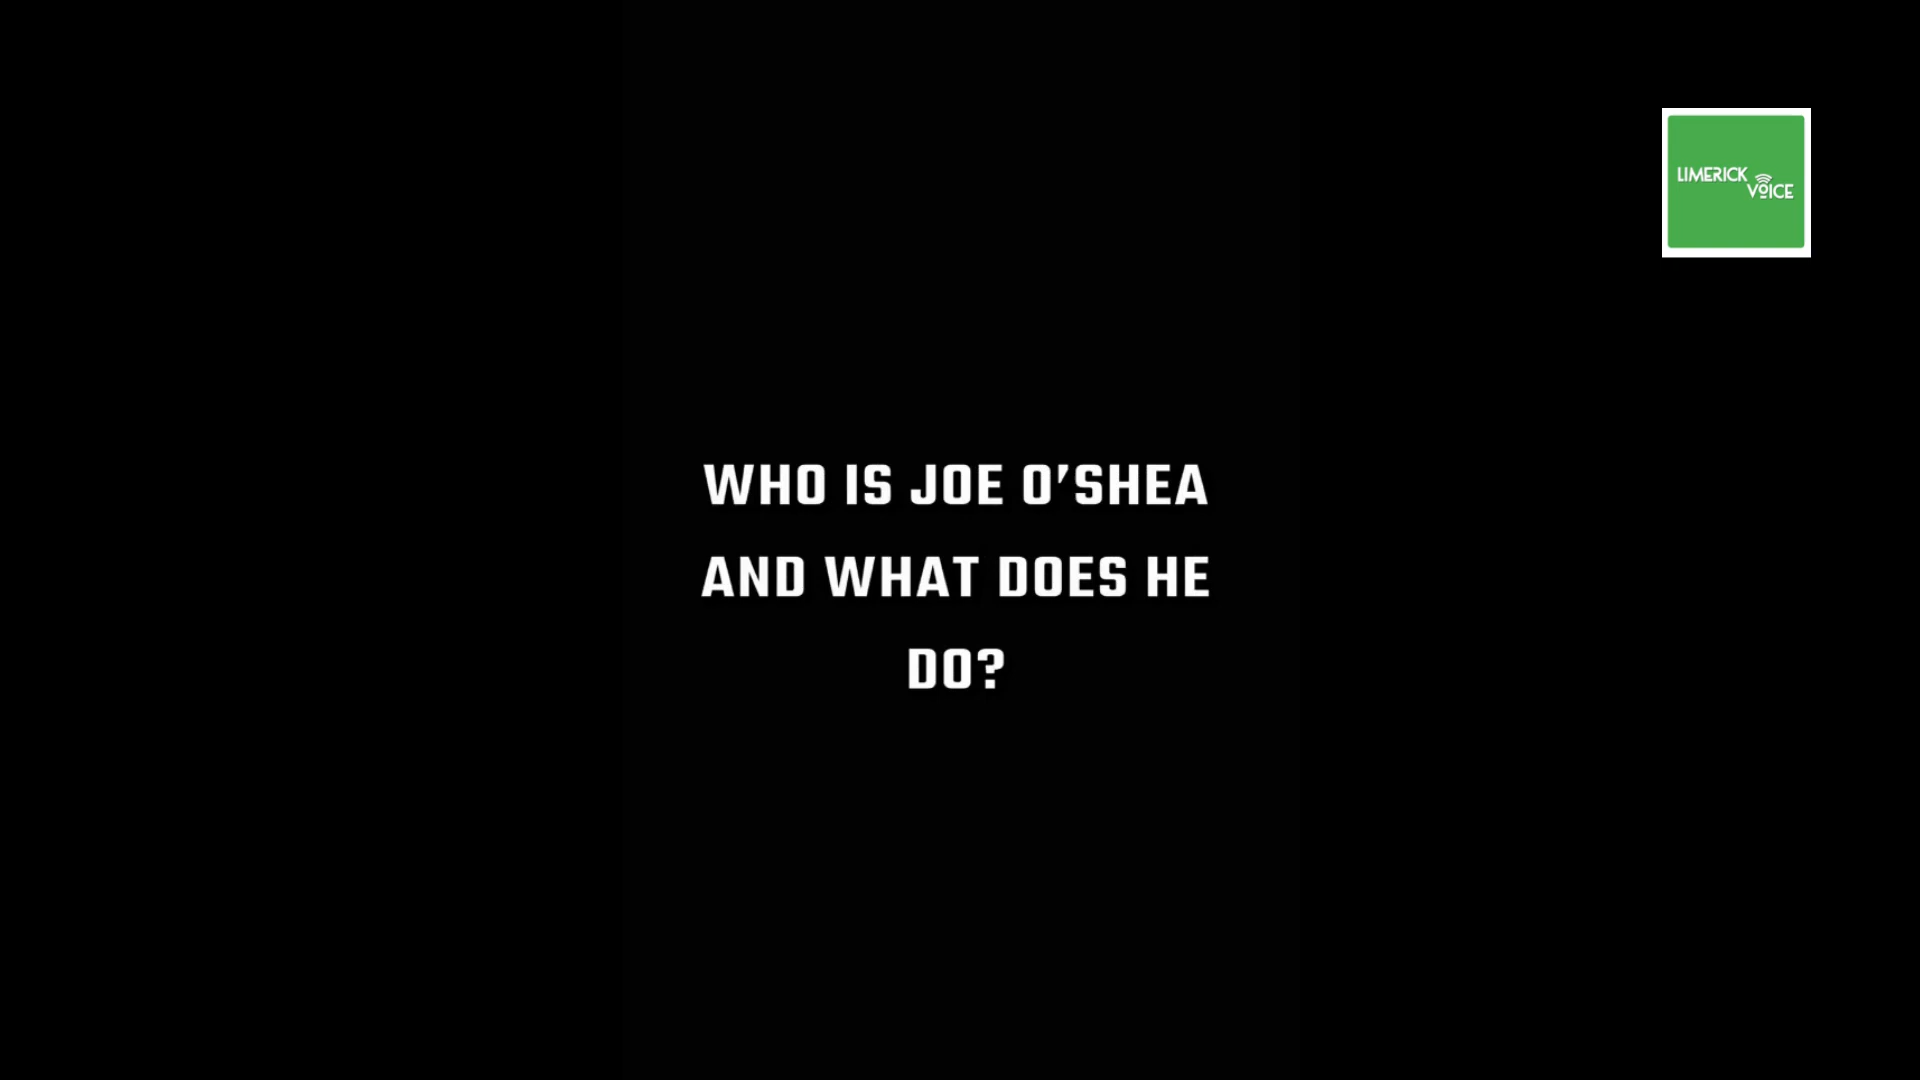 LIMERICK
VOICE
WHO IS JOE O'SHEA
AND WHAT DOES HE
DO?